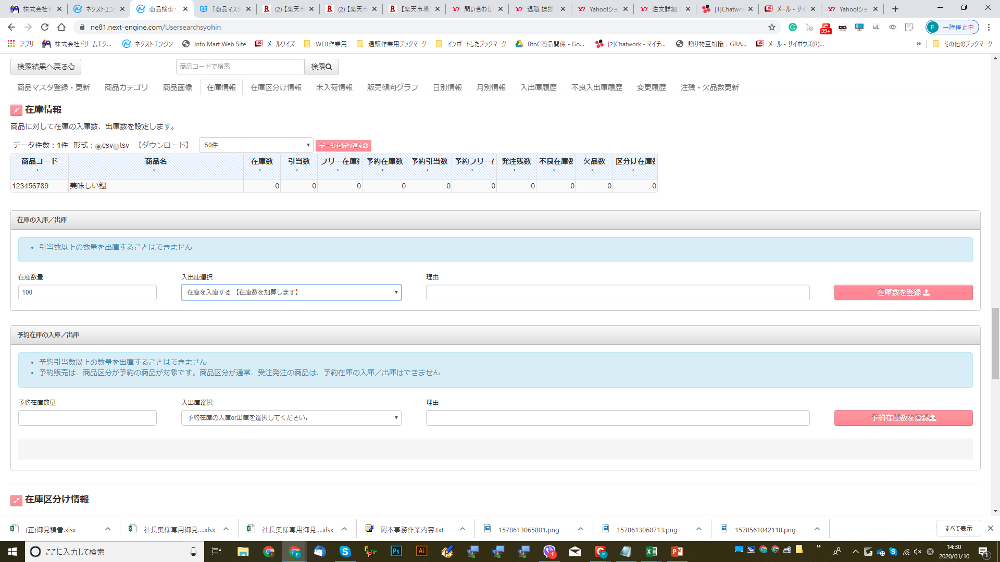 株式会社ド
ネクストエン
商品検索 ·
「商品マスタ
(2)【楽天市
(2)【楽天市
【楽天市場】
問い合わせ
退職 挨拶
Yahoo!ショ
注文詳細 :
[1]Chatwo
メール - サイ
Yahoo!ショ
ne81.next-engine.com/Usersearchsyohin
99+
F 一時停止中
アプリ
株式会社ドリームエク...
ネクストエンジン
Info Mart Web Site
メールワイズ
WEB作業用
通販作業用ブックマーク
インポートしたブックマーク
BtoC商品関係 - Go...
[2]Chatwork - マイチ...
贈り物豆知識｜GRA...
メール - サイボウズ(R)...
»
その他のブックマーク
検索結果へ戻る
商品コードで検索
検索
商品マスタ登録・更新 商品カテゴリ 商品画像 在庫情報 在庫区分け情報 未入荷情報 販売傾向グラフ 日別情報 月別情報 入出庫履歴 不良入出庫履歴 変更履歴 注残・欠品数更新
在庫情報
商品に対して在庫の入庫数、出庫数を設定します。
データ件数：1件 形式：csv tsv 【ダウンロード】 50件 データを折り返す
商品コード 商品名 在庫数 引当数 フリー在庫数 予約在庫数 予約引当数 予約フリー在 発注残数 不良在庫数 欠品数 区分け在庫数
* * * * * * * * * * * *
123456789 美味しい鰻 0 0 0 0 0 0 0 0 0 0
在庫の入庫／出庫
• 引当数以上の数量を出庫することはできません
在庫数量 入出庫選択 理由
100 在庫を入庫する 【在庫数を加算します】 在庫数を登録
予約在庫の入庫／出庫
• 予約引当数以上の数量を出庫することはできません
• 予約販売は、商品区分が予約の商品が対象です。商品区分が通常、受注発注の商品は、予約在庫の入庫／出庫はできません
予約在庫数量 入出庫選択 理由
予約在庫の入庫or出庫を選択してください。 予約在庫数を登録
在庫区分け情報
(正)御見積書.xlsx
社長奥様専用御見....xlsx
社長奥様専用御見....xlsx
岡本事務作業内容.txt
1578613065801.png
1578613060713.png
1578561042118.png
すべて表示
ここに入力して検索
14:30
2020/01/10